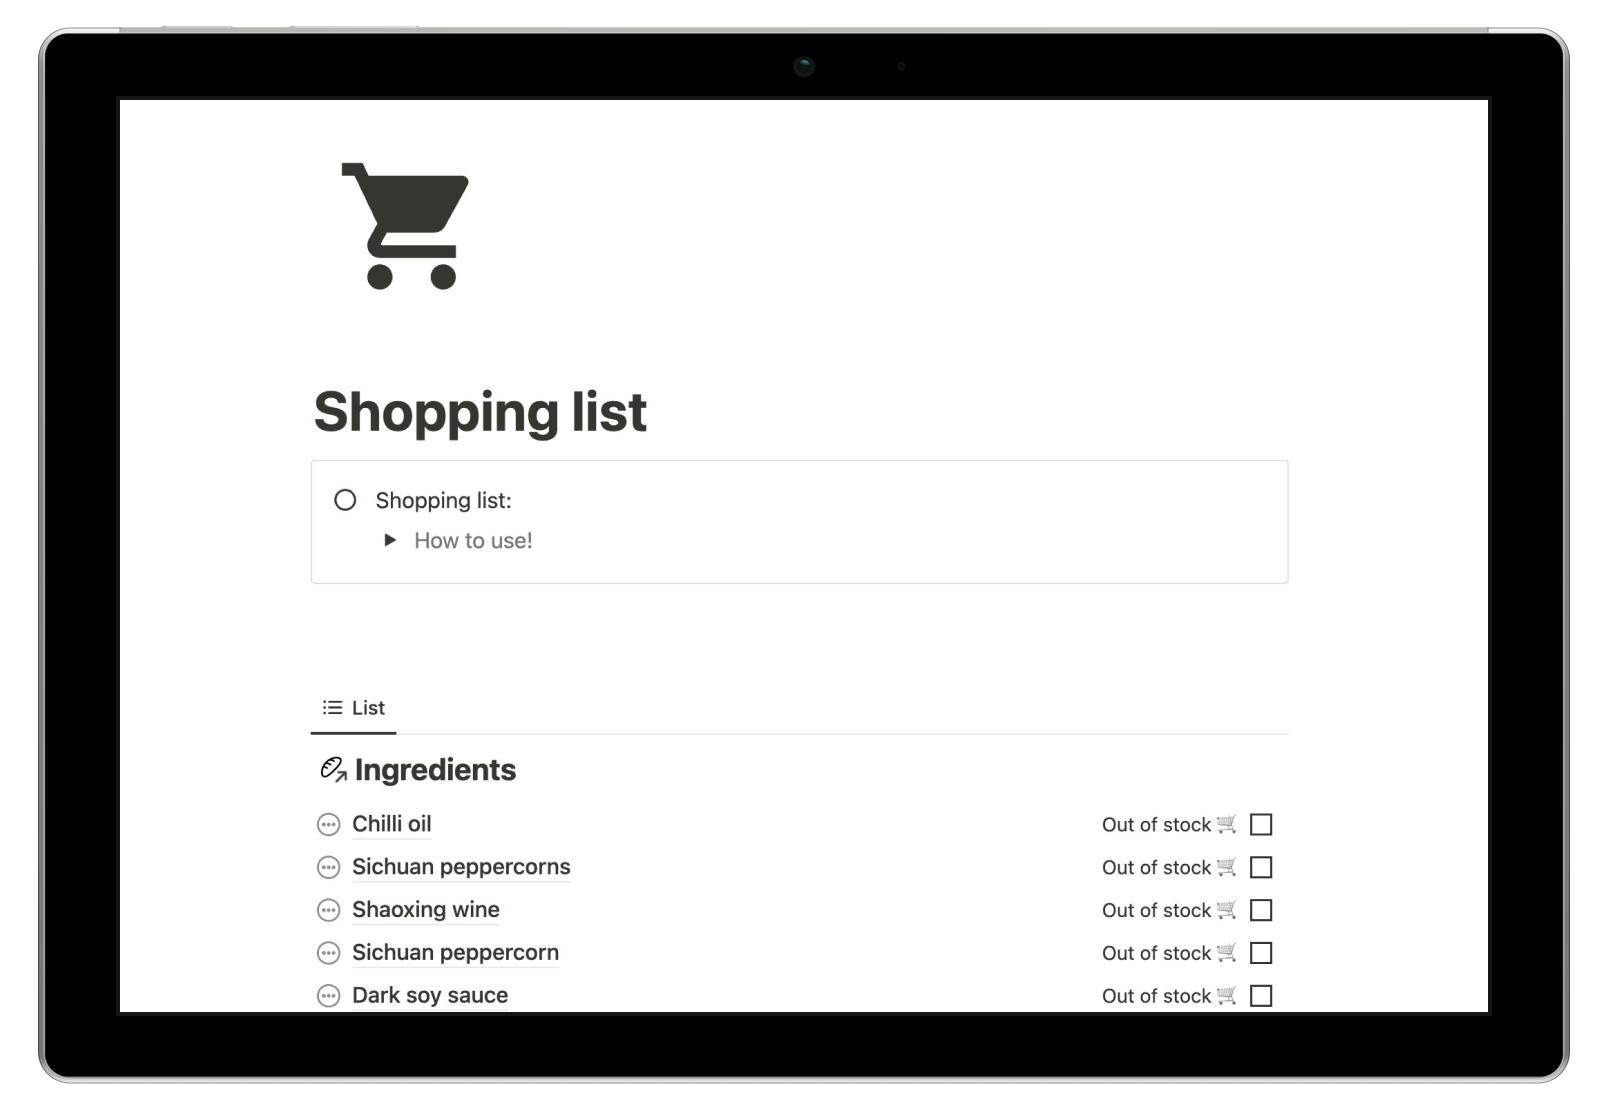 Shopping list
Shopping list:
How to use!
List
Ingredients
Chilli oil Out of stock 🛒
Sichuan peppercorns Out of stock 🛒
Shaoxing wine Out of stock 🛒
Sichuan peppercorn Out of stock 🛒
Dark soy sauce Out of stock 🛒